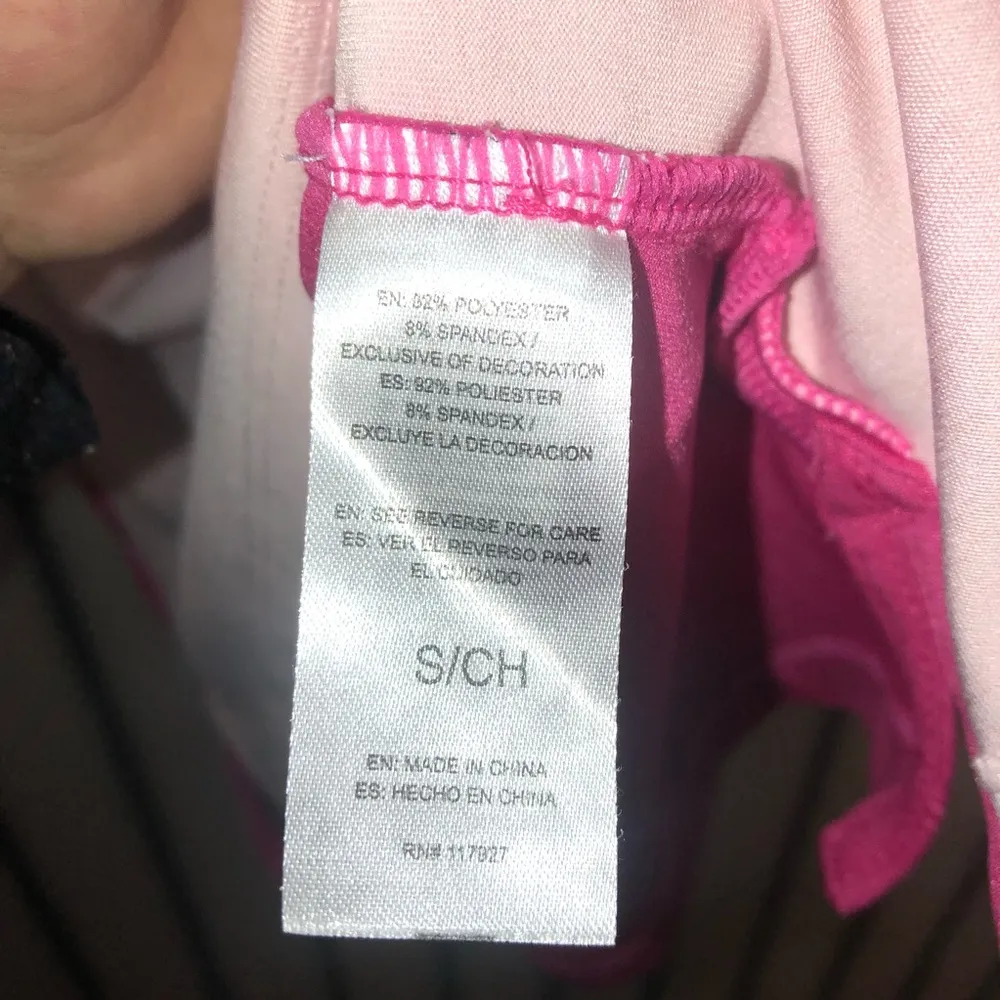 EN: 92% POLYESTER
8% SPANDEX /
EXCLUSIVE OF DECORATION
ES: 92% POLIESTER
8% SPANDEX /
EXCLUYE LA DECORACION
EN: SEE REVERSE FOR CARE
ES: VER EL REVERSO PARA
EL CUIDADO
S/CH
EN: MADE IN CHINA
ES: HECHO EN CHINA
RN# 117927